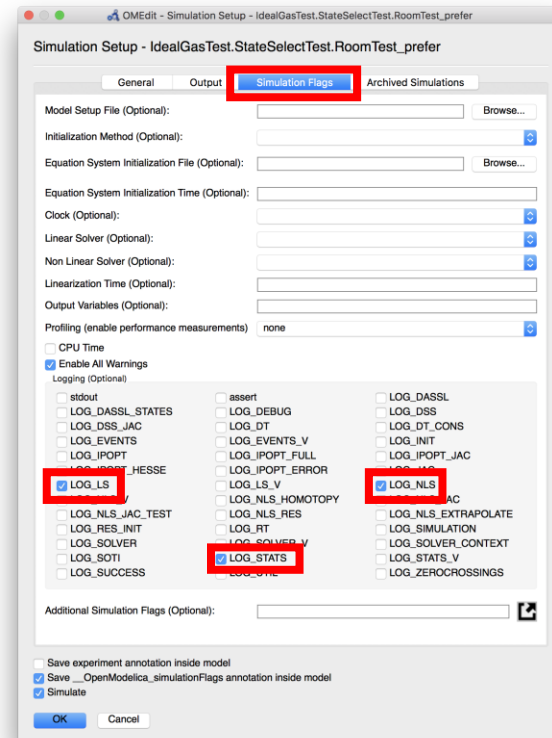 OMEdit - Simulation Setup - IdealGasTest.StateSelectTest.RoomTest_prefer
Simulation Setup - IdealGasTest.StateSelectTest.RoomTest_prefer
General Output Simulation Flags Archived Simulations
Model Setup File (Optional): Browse...
Initialization Method (Optional):
Equation System Initialization File (Optional): Browse...
Equation System Initialization Time (Optional):
Clock (Optional):
Linear Solver (Optional):
Non Linear Solver (Optional):
Linearization Time (Optional):
Output Variables (Optional):
Profiling (enable performance measurements) none
CPU Time
Enable All Warnings
Logging (Optional)
stdout assert LOG_DASSL
LOG_DASSL_STATES LOG_DEBUG LOG_DSS
LOG_DSS_JAC LOG_DT LOG_DT_CONS
LOG_EVENTS LOG_EVENTS_V LOG_INIT
LOG_IPOPT LOG_IPOPT_FULL LOG_IPOPT_JAC
LOG_IPOPT_HESSE LOG_IPOPT_ERROR
LOG_LS LOG_LS_V LOG_NLS
LOG_NLS_HOMOTOPY
LOG_NLS_JAC_TEST LOG_NLS_RES LOG_NLS_EXTRAPOLATE
LOG_RES_INIT LOG_RT LOG_SIMULATION
LOG_SOLVER LOG_SOLVER_V LOG_SOLVER_CONTEXT
LOG_SOTI LOG_STATS LOG_STATS_V
LOG_SUCCESS LOG_ZEROCROSSINGS
Additional Simulation Flags (Optional):
Save experiment annotation inside model
Save __OpenModelica_simulationFlags annotation inside model
Simulate
OK Cancel